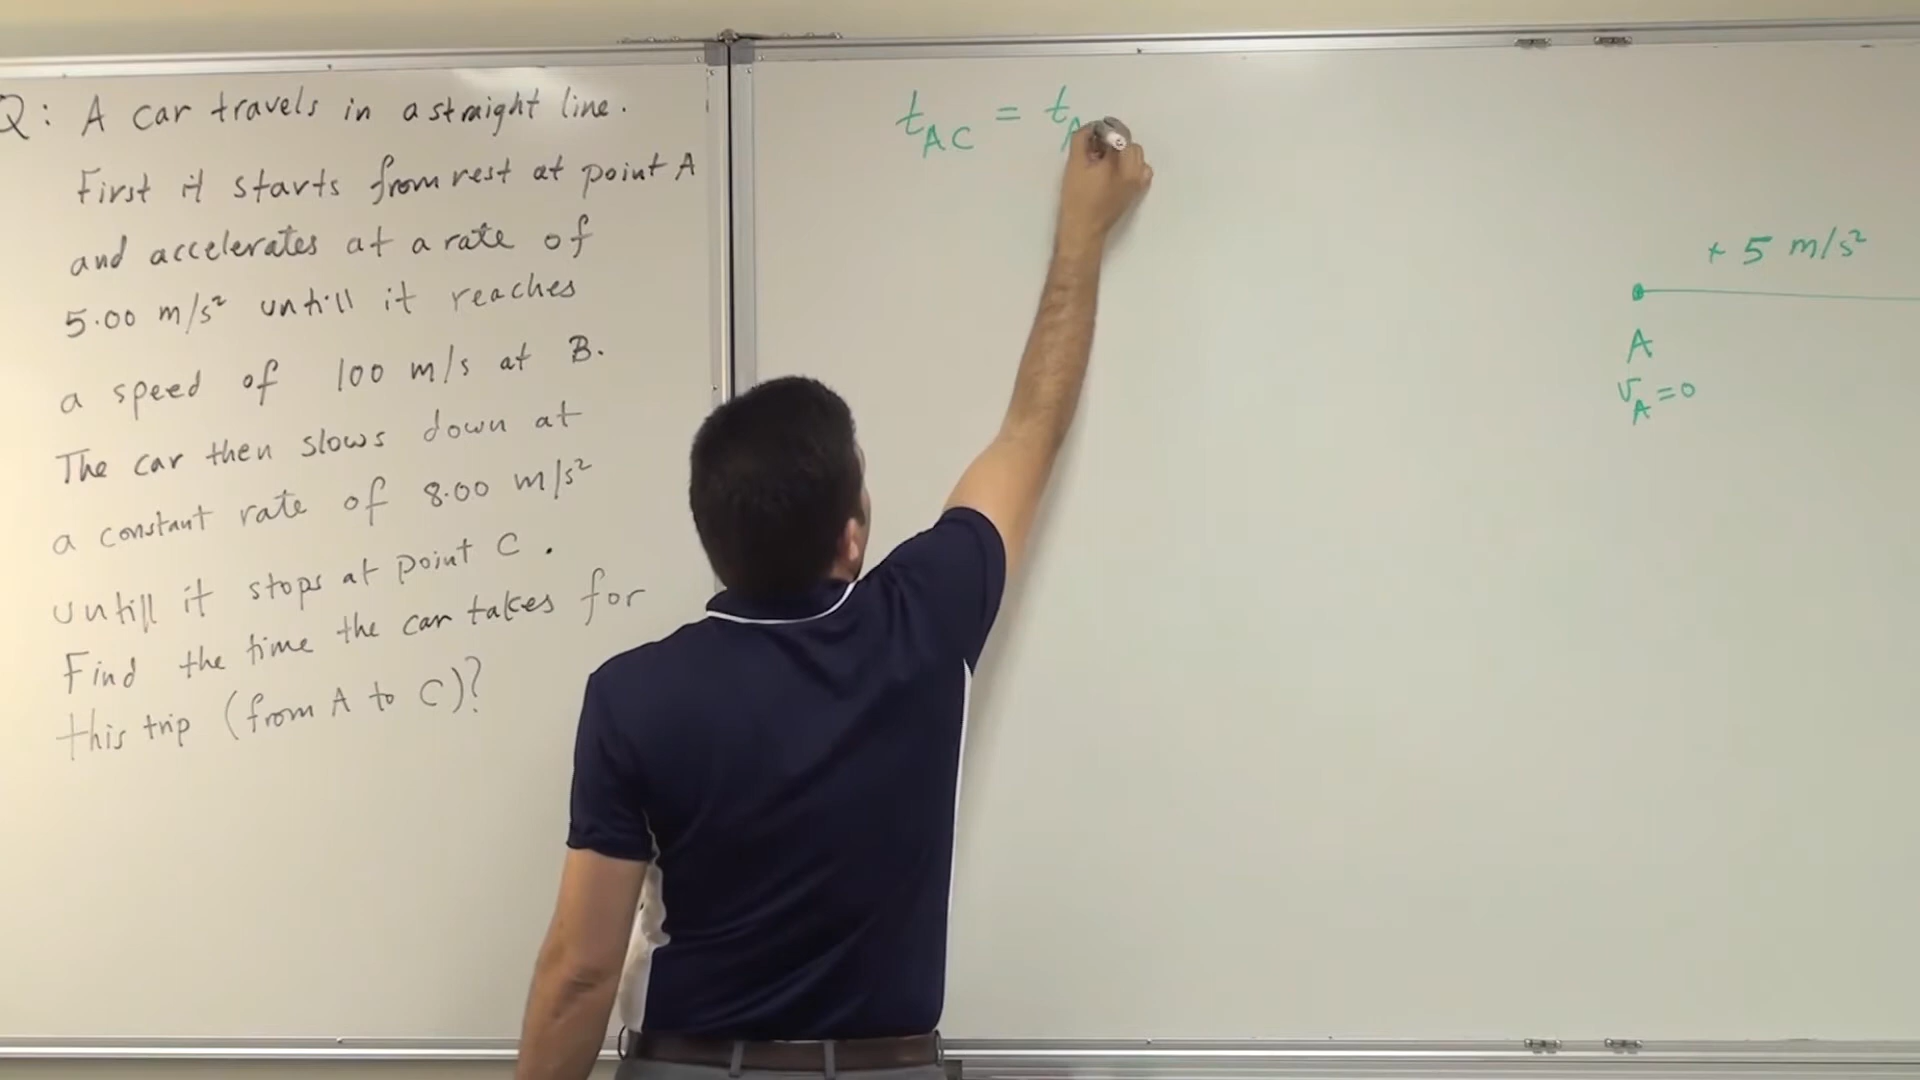 Q: A car travels in a straight line.
First it starts from rest at point A
and accelerates at a rate of
5.00 m/s² untill it reaches
a speed of 100 m/s at B.
The car then slows down at
a constant rate of 8.00 m/s²
untill it stops at point C.
Find the time the car takes for
this trip (from A to C)?
t_AC = t_A
+ 5 m/s²
A
v_A = 0